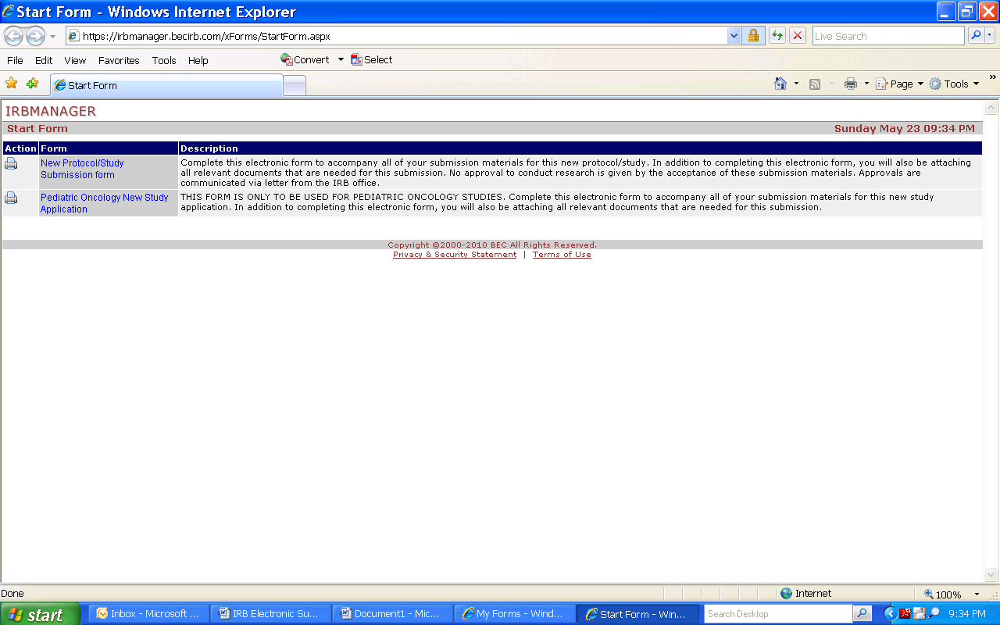 Start Form - Windows Internet Explorer
https://irbmanager.becirb.com/xForms/StartForm.aspx
Live Search
File Edit View Favorites Tools Help Convert Select
Start Form
Page Tools
IRBMANAGER
Start Form Sunday May 23 09:34 PM
Action Form Description
New Protocol/Study
Submission form
Complete this electronic form to accompany all of your submission materials for this new protocol/study. In addition to completing this electronic form, you will also be attaching
all relevant documents that are needed for this submission. No approval to conduct research is given by the acceptance of these submission materials. Approvals are
communicated via letter from the IRB office.
Pediatric Oncology New Study
Application
THIS FORM IS ONLY TO BE USED FOR PEDIATRIC ONCOLOGY STUDIES. Complete this electronic form to accompany all of your submission materials for this new study
application. In addition to completing this electronic form, you will also be attaching all relevant documents that are needed for this submission.
Copyright ©2000-2010 BEC All Rights Reserved.
Privacy & Security Statement | Terms of Use
Done Internet 100%
start Inbox - Microsoft ... IRB Electronic Su... Document1 - Mic... My Forms - Wind... Start Form - Win... Search Desktop 9:34 PM